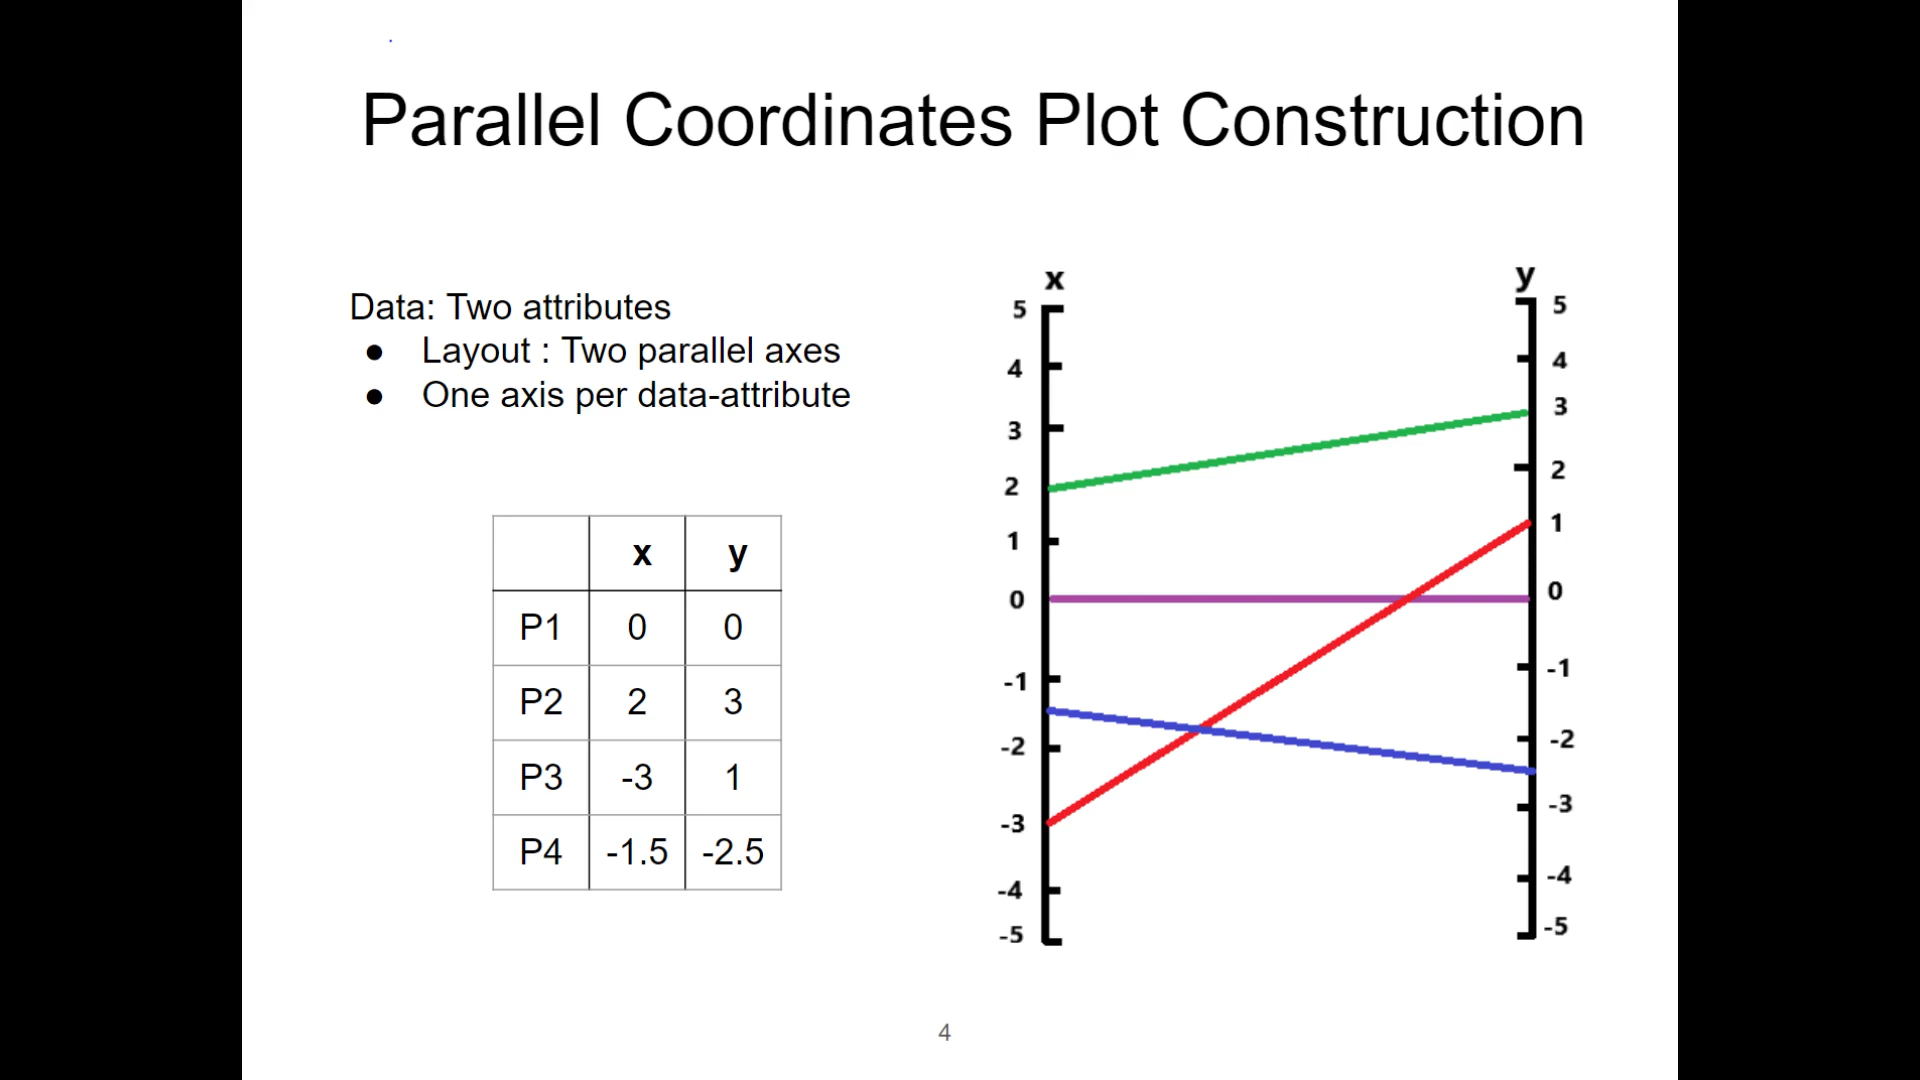 Parallel Coordinates Plot Construction
Data: Two attributes
● Layout : Two parallel axes
● One axis per data-attribute
x y
P1 0 0
P2 2 3
P3 -3 1
P4 -1.5 -2.5
x y
5 5
4 4
3 3
2 2
1 1
0 0
-1 -1
-2 -2
-3 -3
-4 -4
-5 -5
4